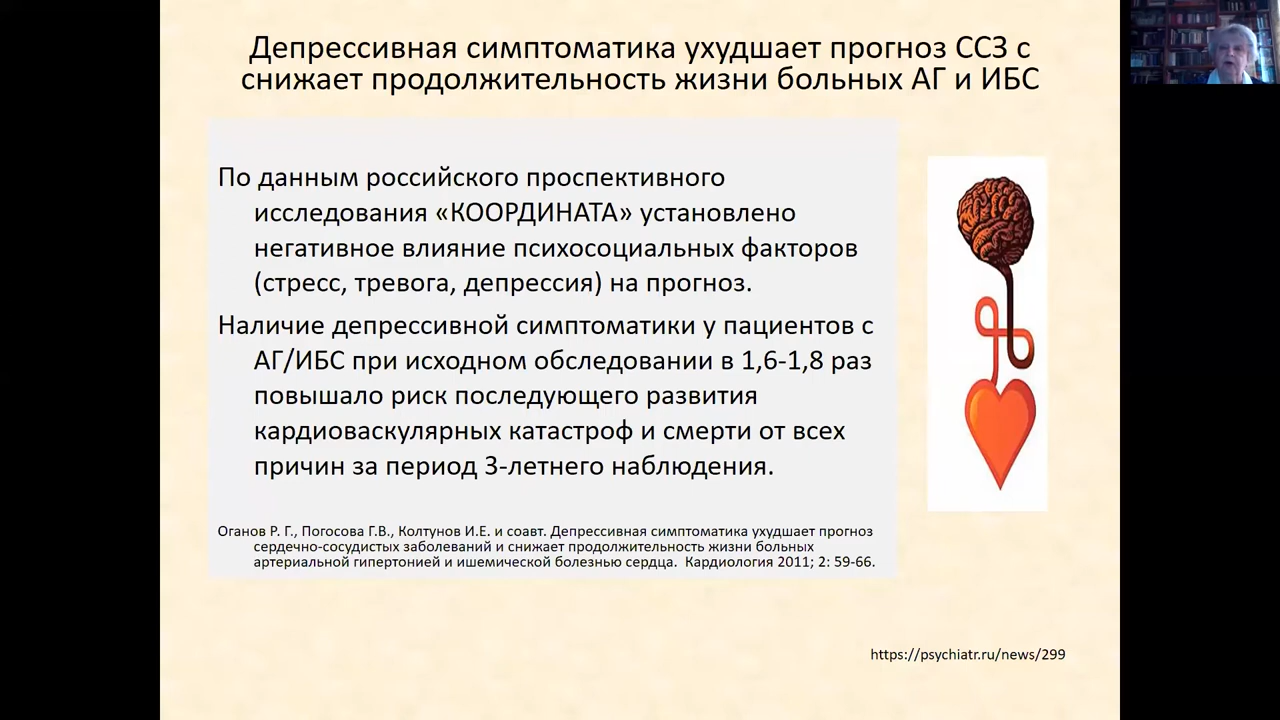 Депрессивная симптоматика ухудшает прогноз ССЗ с
снижает продолжительность жизни больных АГ и ИБС
По данным российского проспективного
исследования «КООРДИНАТА» установлено
негативное влияние психосоциальных факторов
(стресс, тревога, депрессия) на прогноз.
Наличие депрессивной симптоматики у пациентов с
АГ/ИБС при исходном обследовании в 1,6-1,8 раз
повышало риск последующего развития
кардиоваскулярных катастроф и смерти от всех
причин за период 3-летнего наблюдения.
Оганов Р. Г., Погосова Г.В., Колтунов И.Е. и соавт. Депрессивная симптоматика ухудшает прогноз
сердечно-сосудистых заболеваний и снижает продолжительность жизни больных
артериальной гипертонией и ишемической болезнью сердца. Кардиология 2011; 2: 59-66.
https://psychiatr.ru/news/299